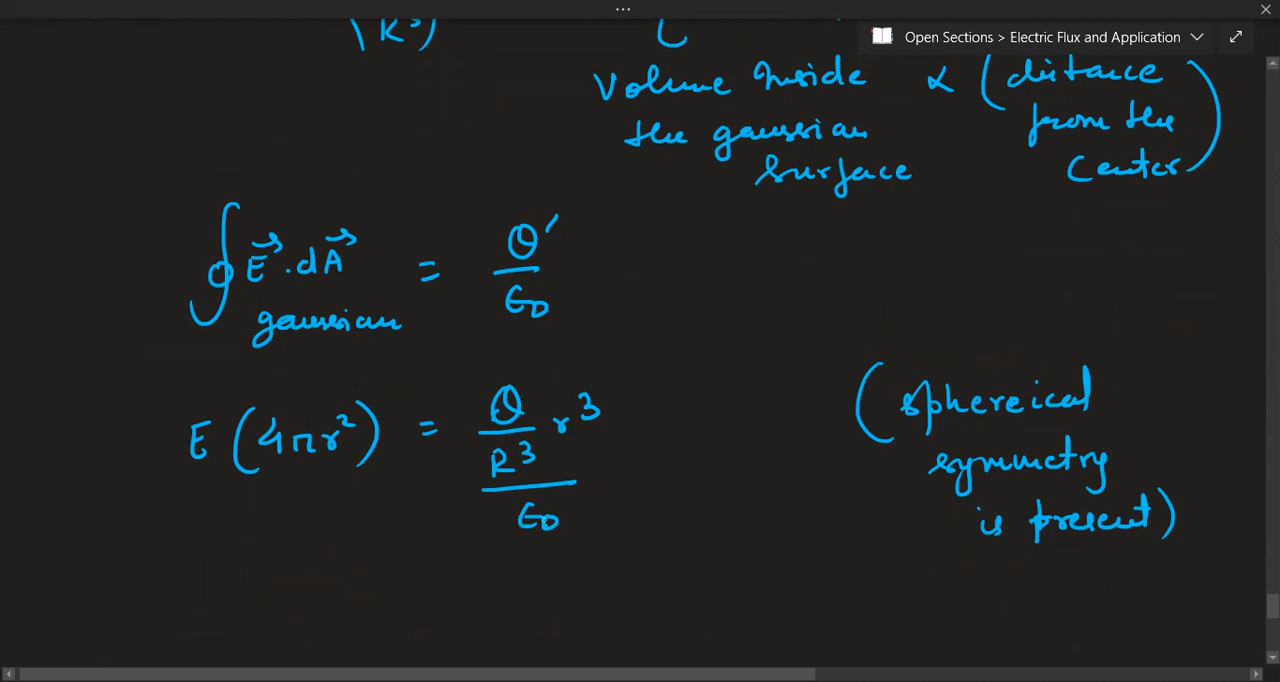 R³)
Open Sections > Electric Flux and Application
Volume Inside ∝ (distance
the gaussian from the
surface center)
∮ E⃗ . dA⃗ = Q′ / ε0
gaussian
E (4πr²) = Q / R³ r³ / ε0
(sphereical
symmetry
is present)